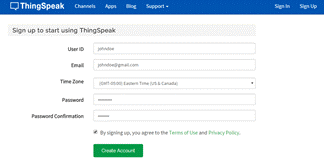 ThingSpeak Channels Apps Blog Support Sign In Sign Up
Sign up to start using ThingSpeak
User ID johndoe
Email johndoe@gmail.com
Time Zone (GMT-05:00) Eastern Time (US & Canada)
Password
Password Confirmation
By signing up, you agree to the Terms of Use and Privacy Policy.
Create Account